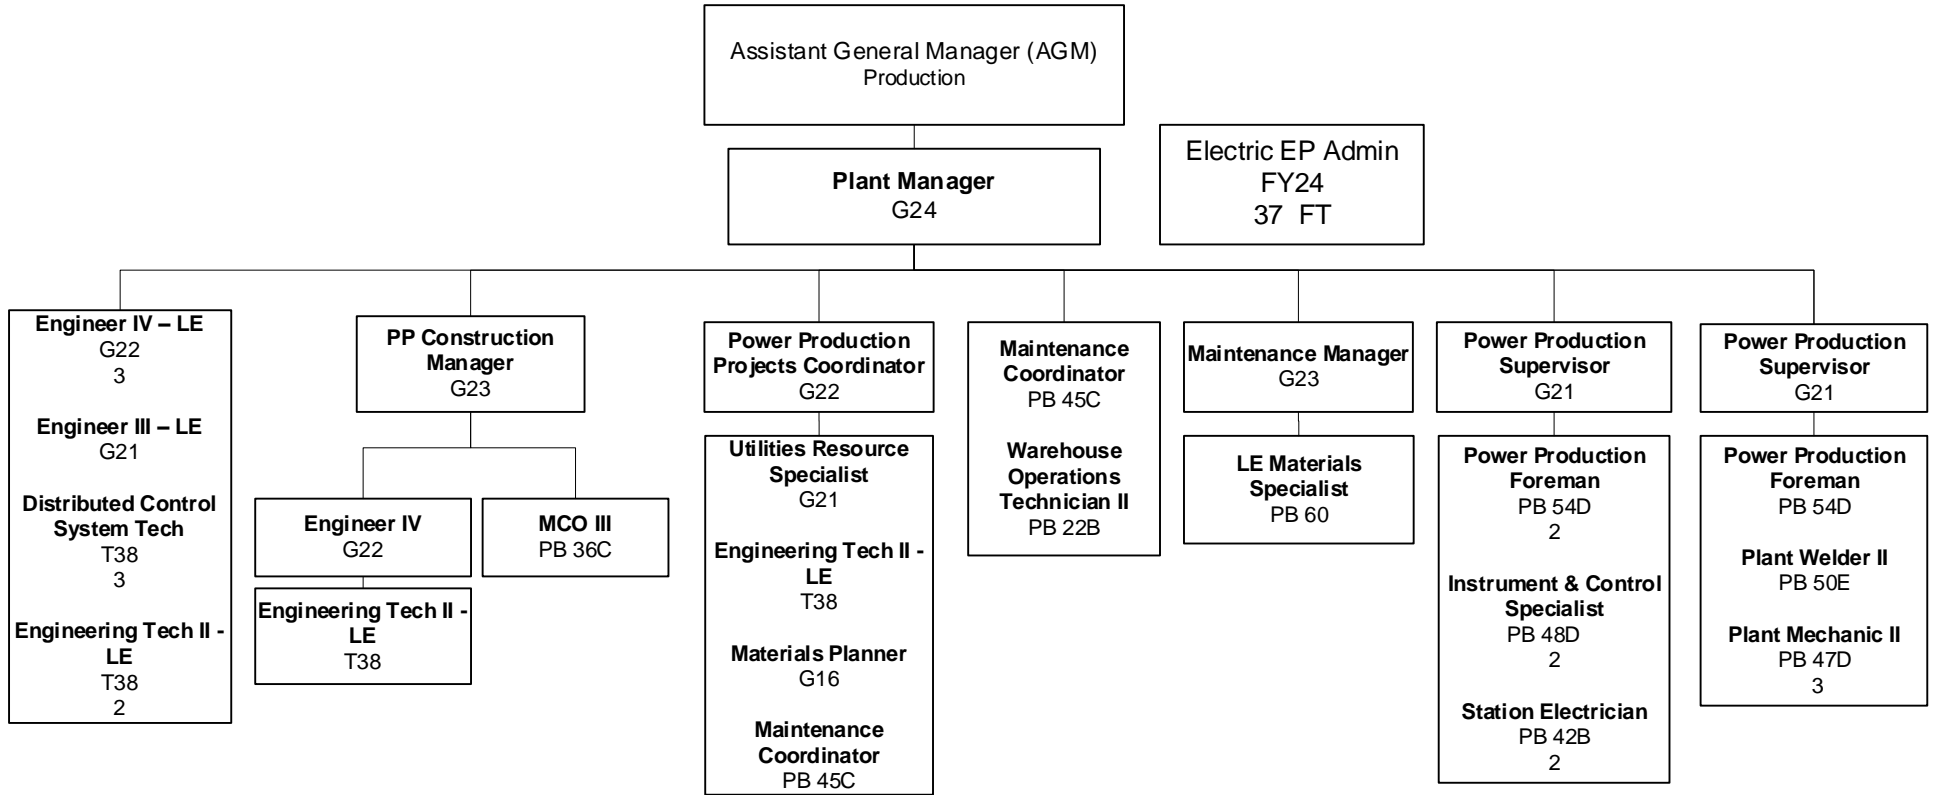 Assistant General Manager (AGM)
Production
Plant Manager
G24
Electric EP Admin
FY24
37 FT
Engineer IV – LE
G22
3
Engineer III – LE
G21
Distributed Control
System Tech
T38
3
Engineering Tech II -
LE
T38
2
PP Construction
Manager
G23
Engineer IV
G22
Engineering Tech II -
LE
T38
MCO III
PB 36C
Power Production
Projects Coordinator
G22
Utilities Resource
Specialist
G21
Engineering Tech II -
LE
T38
Materials Planner
G16
Maintenance
Coordinator
PB 45C
Maintenance
Coordinator
PB 45C
Warehouse
Operations
Technician II
PB 22B
Maintenance Manager
G23
LE Materials
Specialist
PB 60
Power Production
Supervisor
G21
Power Production
Foreman
PB 54D
2
Instrument & Control
Specialist
PB 48D
2
Station Electrician
PB 42B
2
Power Production
Supervisor
G21
Power Production
Foreman
PB 54D
Plant Welder II
PB 50E
Plant Mechanic II
PB 47D
3